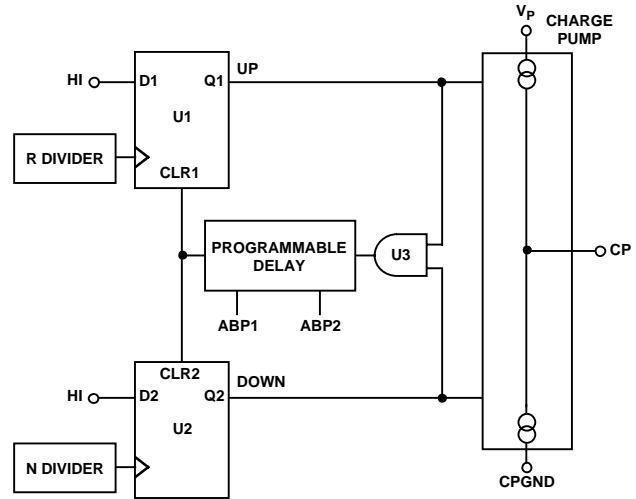 VP
CHARGE
PUMP
HI
D1
Q1
UP
U1
R DIVIDER
CLR1
PROGRAMMABLE
DELAY
U3
CP
ABP1
ABP2
CLR2
DOWN
HI
D2
Q2
U2
N DIVIDER
CPGND